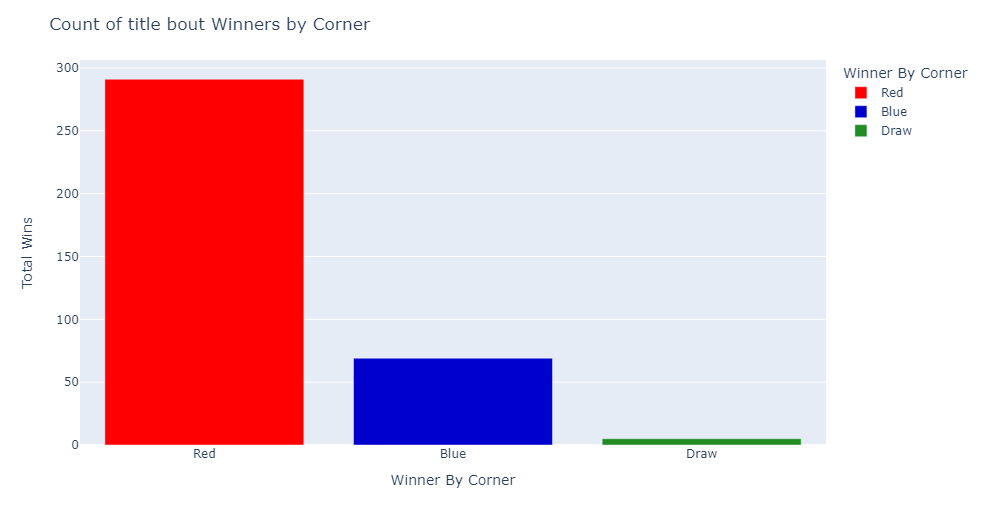 Count of title bout Winners by Corner
300
250
200
150
100
50
0
Total Wins
Red
Blue
Draw
Winner By Corner
Winner By Corner
Red
Blue
Draw